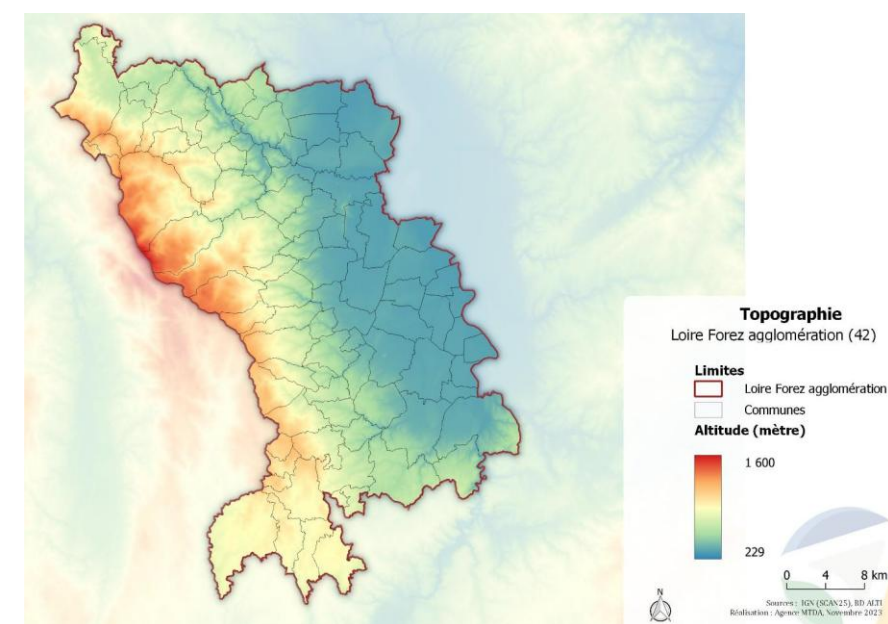 Topographie
Loire Forez agglomération (42)
Limites
Loire Forez agglomération
Communes
Altitude (mètre)
1 600
229
0 4 8 km
N
Sources : IGN (SCAN25), BD ALTI
Réalisation : Agence MTDA, Novembre 2023